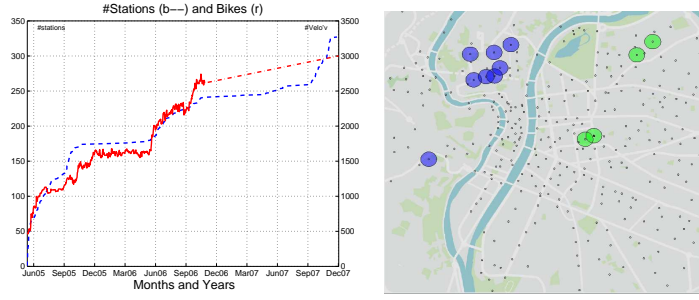 #Stations (b−−) and Bikes (r)
#stations #Velo'v
350 3500
300 3000
250 2500
200 2000
150 1500
100 1000
50 500
0 0
Jun05 Sep05 Dec05 Mar06 Jun06 Sep06 Dec06 Mar07 Jun07 Sep07 Dec07
Months and Years